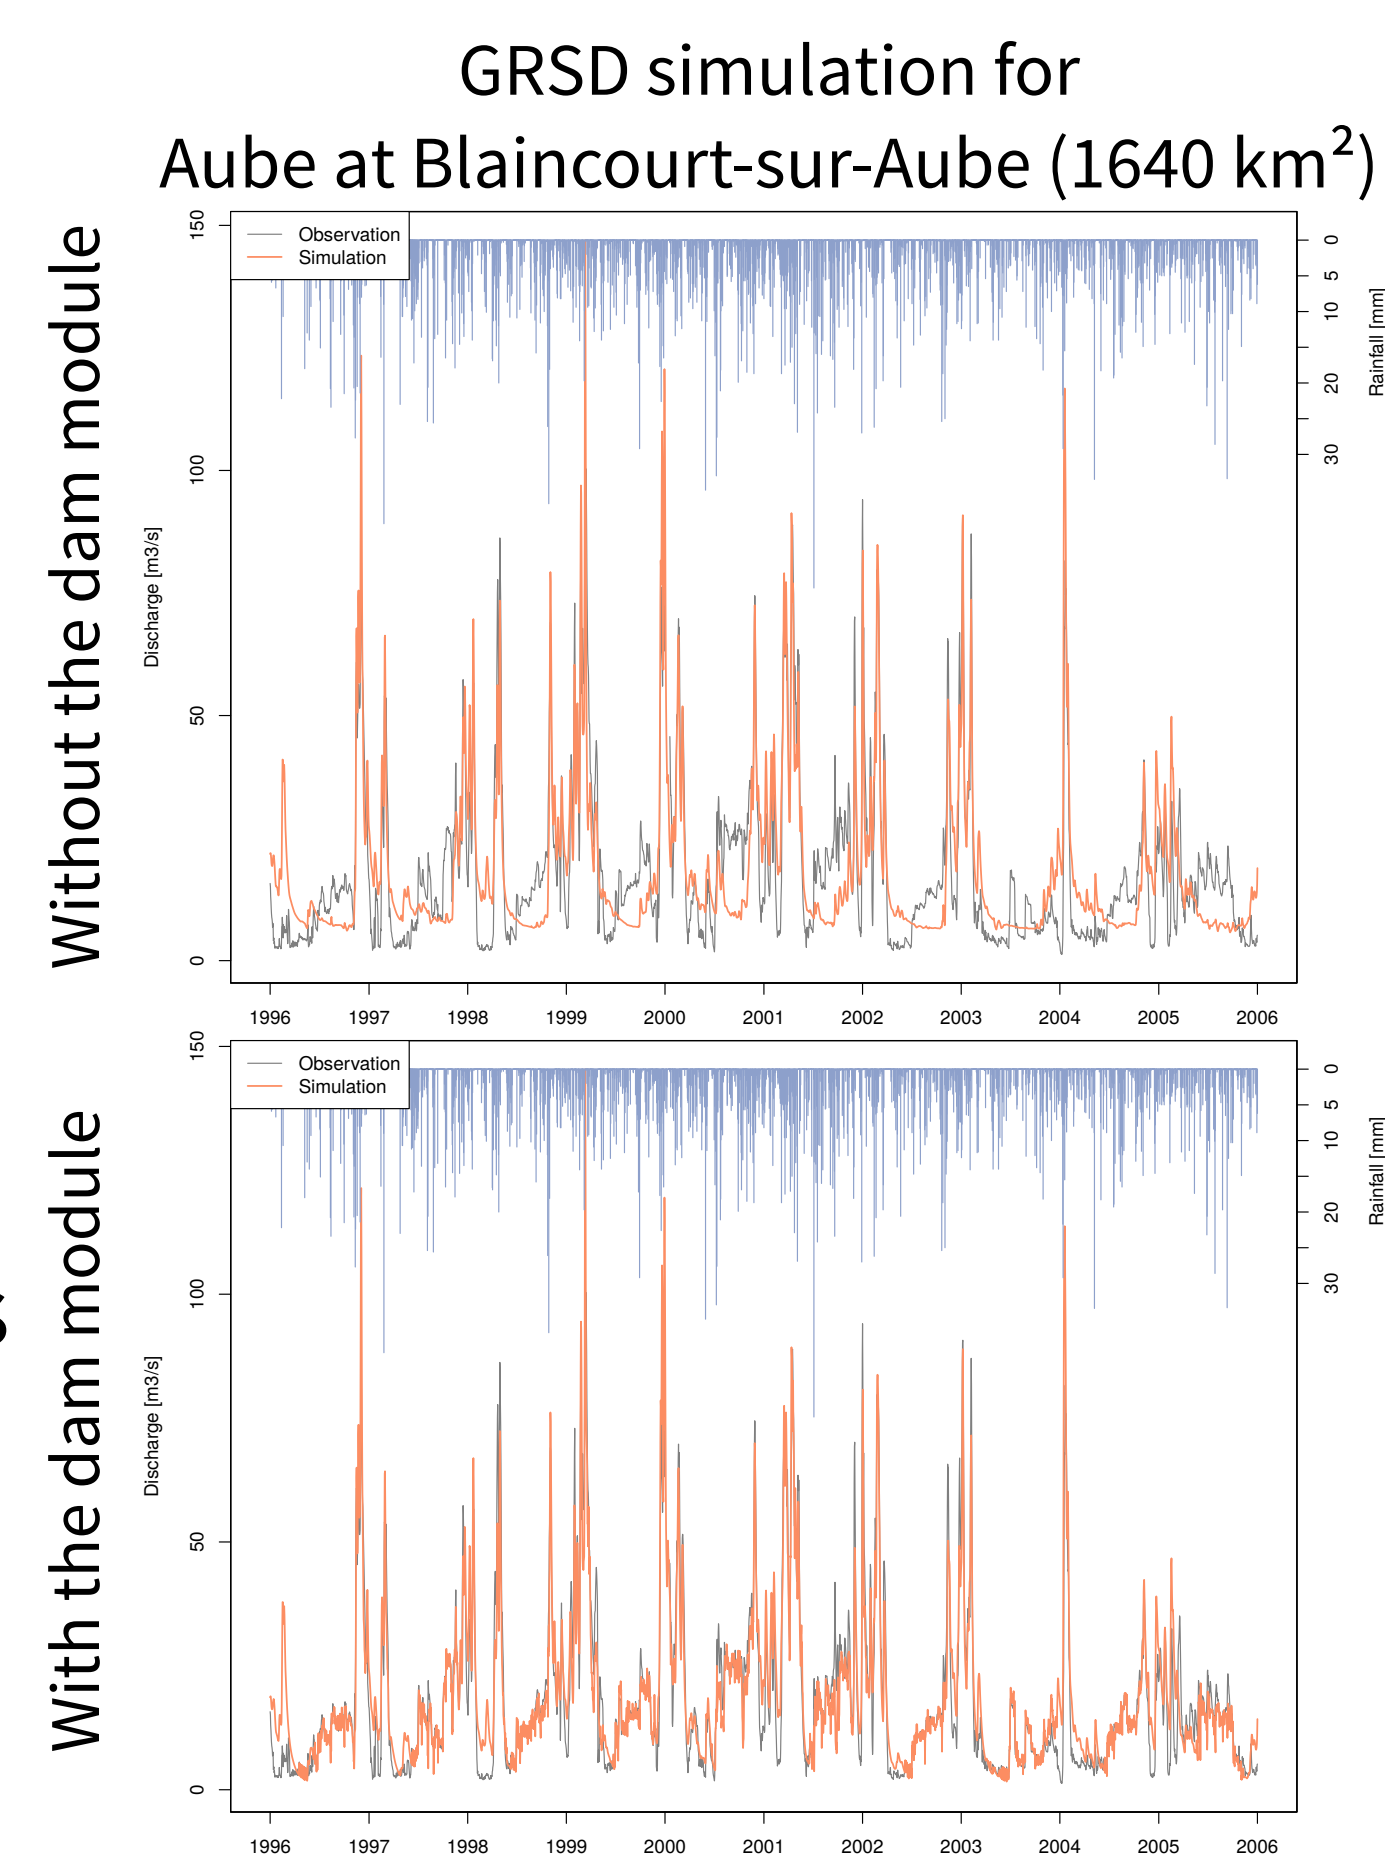 GRSD simulation for
Aube at Blaincourt-sur-Aube (1640 km²)
Without the dam module
Observation
Simulation
Discharge [m3/s]
0
50
100
150
Rainfall [mm]
0
5
10
20
30
1996 1997 1998 1999 2000 2001 2002 2003 2004 2005 2006
With the dam module
Observation
Simulation
Discharge [m3/s]
0
50
100
150
Rainfall [mm]
0
5
10
20
30
1996 1997 1998 1999 2000 2001 2002 2003 2004 2005 2006